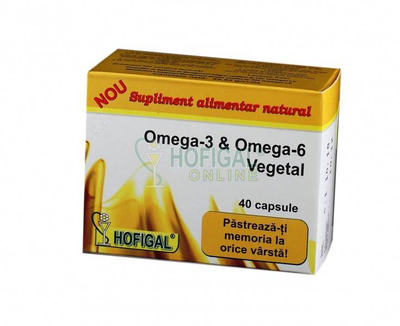 NOU
Supliment alimentar natural
Omega-3 & Omega-6
Vegetal
HOFIGAL
ONLINE
40 capsule
Păstrează-ți
memoria la
orice vârstă!
HOFIGAL®